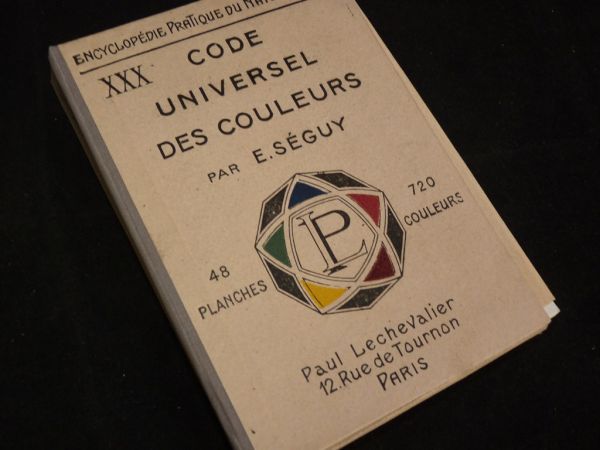 ENCYCLOPÉDIE PRATIQUE DU
XXX
CODE
UNIVERSEL
DES COULEURS
PAR E. SÉGUY
LP
48
PLANCHES
720
COULEURS
Paul Lechevalier
12. Rue de Tournon
PARIS